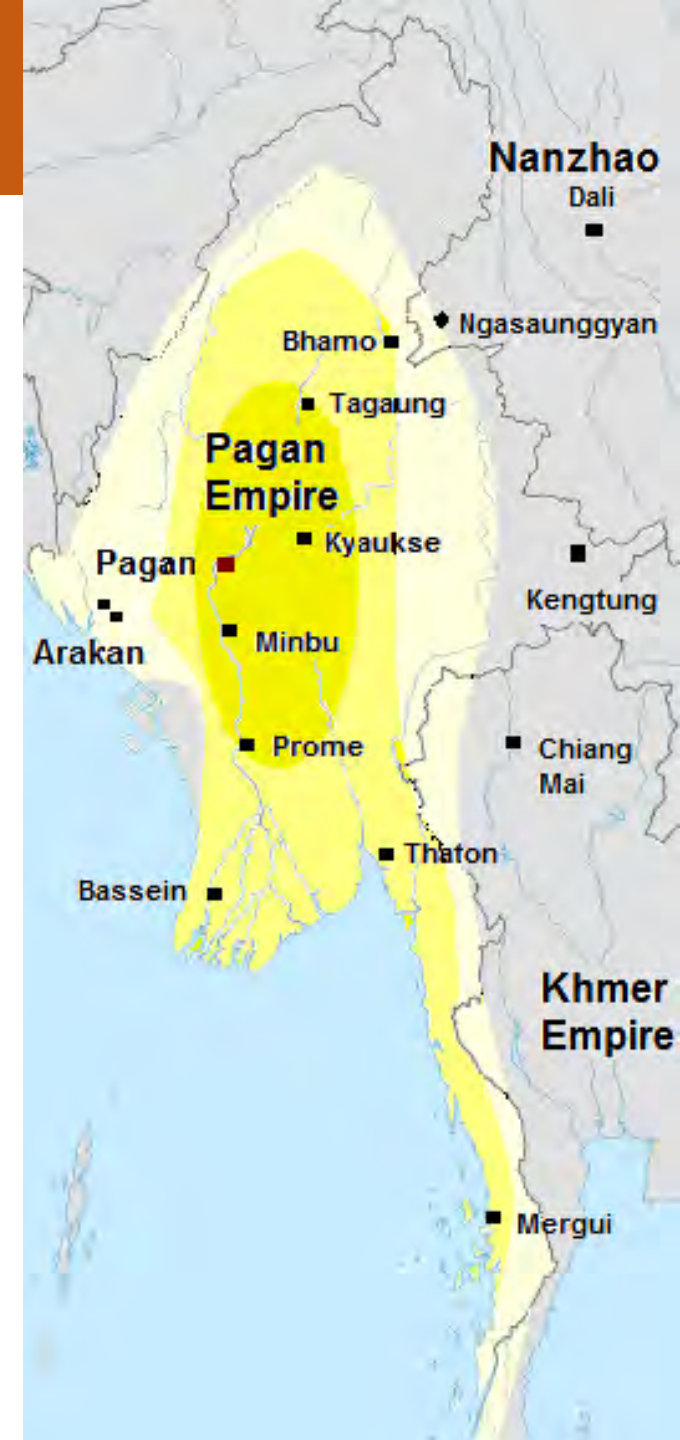 Nanzhao
Dali
Ngasaunggyan
Bhamo
Tagaung
Pagan
Empire
Kyaukse
Pagan
Kengtung
Minbu
Arakan
Prome
Chiang
Mai
Thaton
Bassein
Khmer
Empire
Mergui